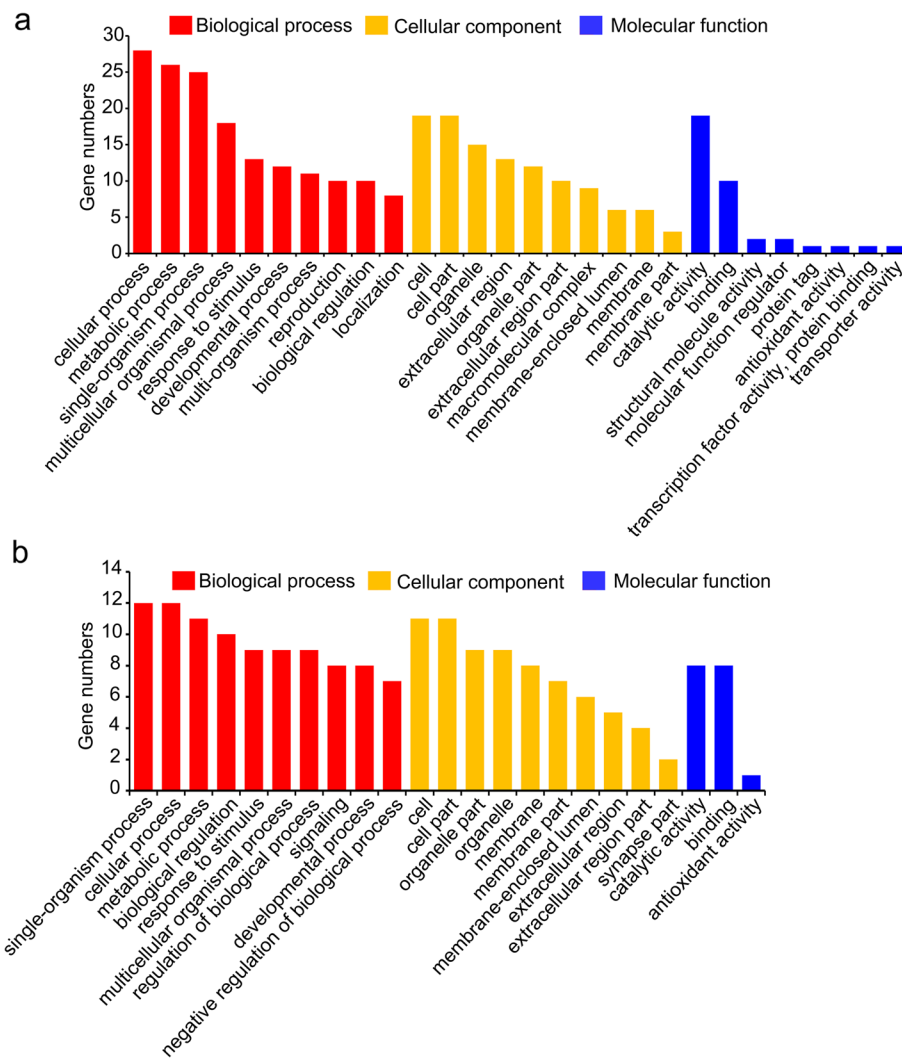 a
Biological process Cellular component Molecular function
Gene numbers
30
25
20
15
10
5
0
cellular process
metabolic process
single-organism process
multicellular organismal process
response to stimulus
developmental process
multi-organism process
reproduction
biological regulation
localization
cell
cell part
organelle
extracellular region
organelle part
extracellular region part
macromolecular complex
membrane-enclosed lumen
membrane
membrane part
catalytic activity
binding
structural molecule activity
molecular function regulator
protein tag
antioxidant activity
transcription factor activity, protein binding
transporter activity
b
Biological process Cellular component Molecular function
Gene numbers
14
12
10
8
6
4
2
0
single-organism process
cellular process
metabolic process
biological regulation
response to stimulus
multicellular organismal process
regulation of biological process
signaling
developmental process
negative regulation of biological process
cell
cell part
organelle part
organelle
membrane
membrane part
membrane-enclosed lumen
extracellular region
extracellular region part
synapse part
catalytic activity
binding
antioxidant activity